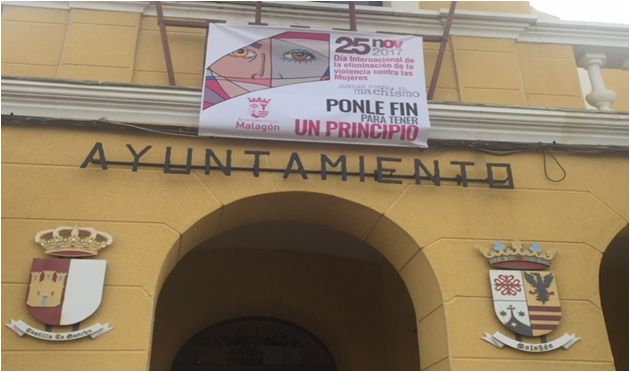 25 nov
2017
Día Internacional de
la eliminación de la
violencia contra las
Mujeres
machismo
PONLE FIN
PARA TENER
UN PRINCIPIO
Malagón
AYUNTAMIENTO
Castilla La Mancha
Malagón